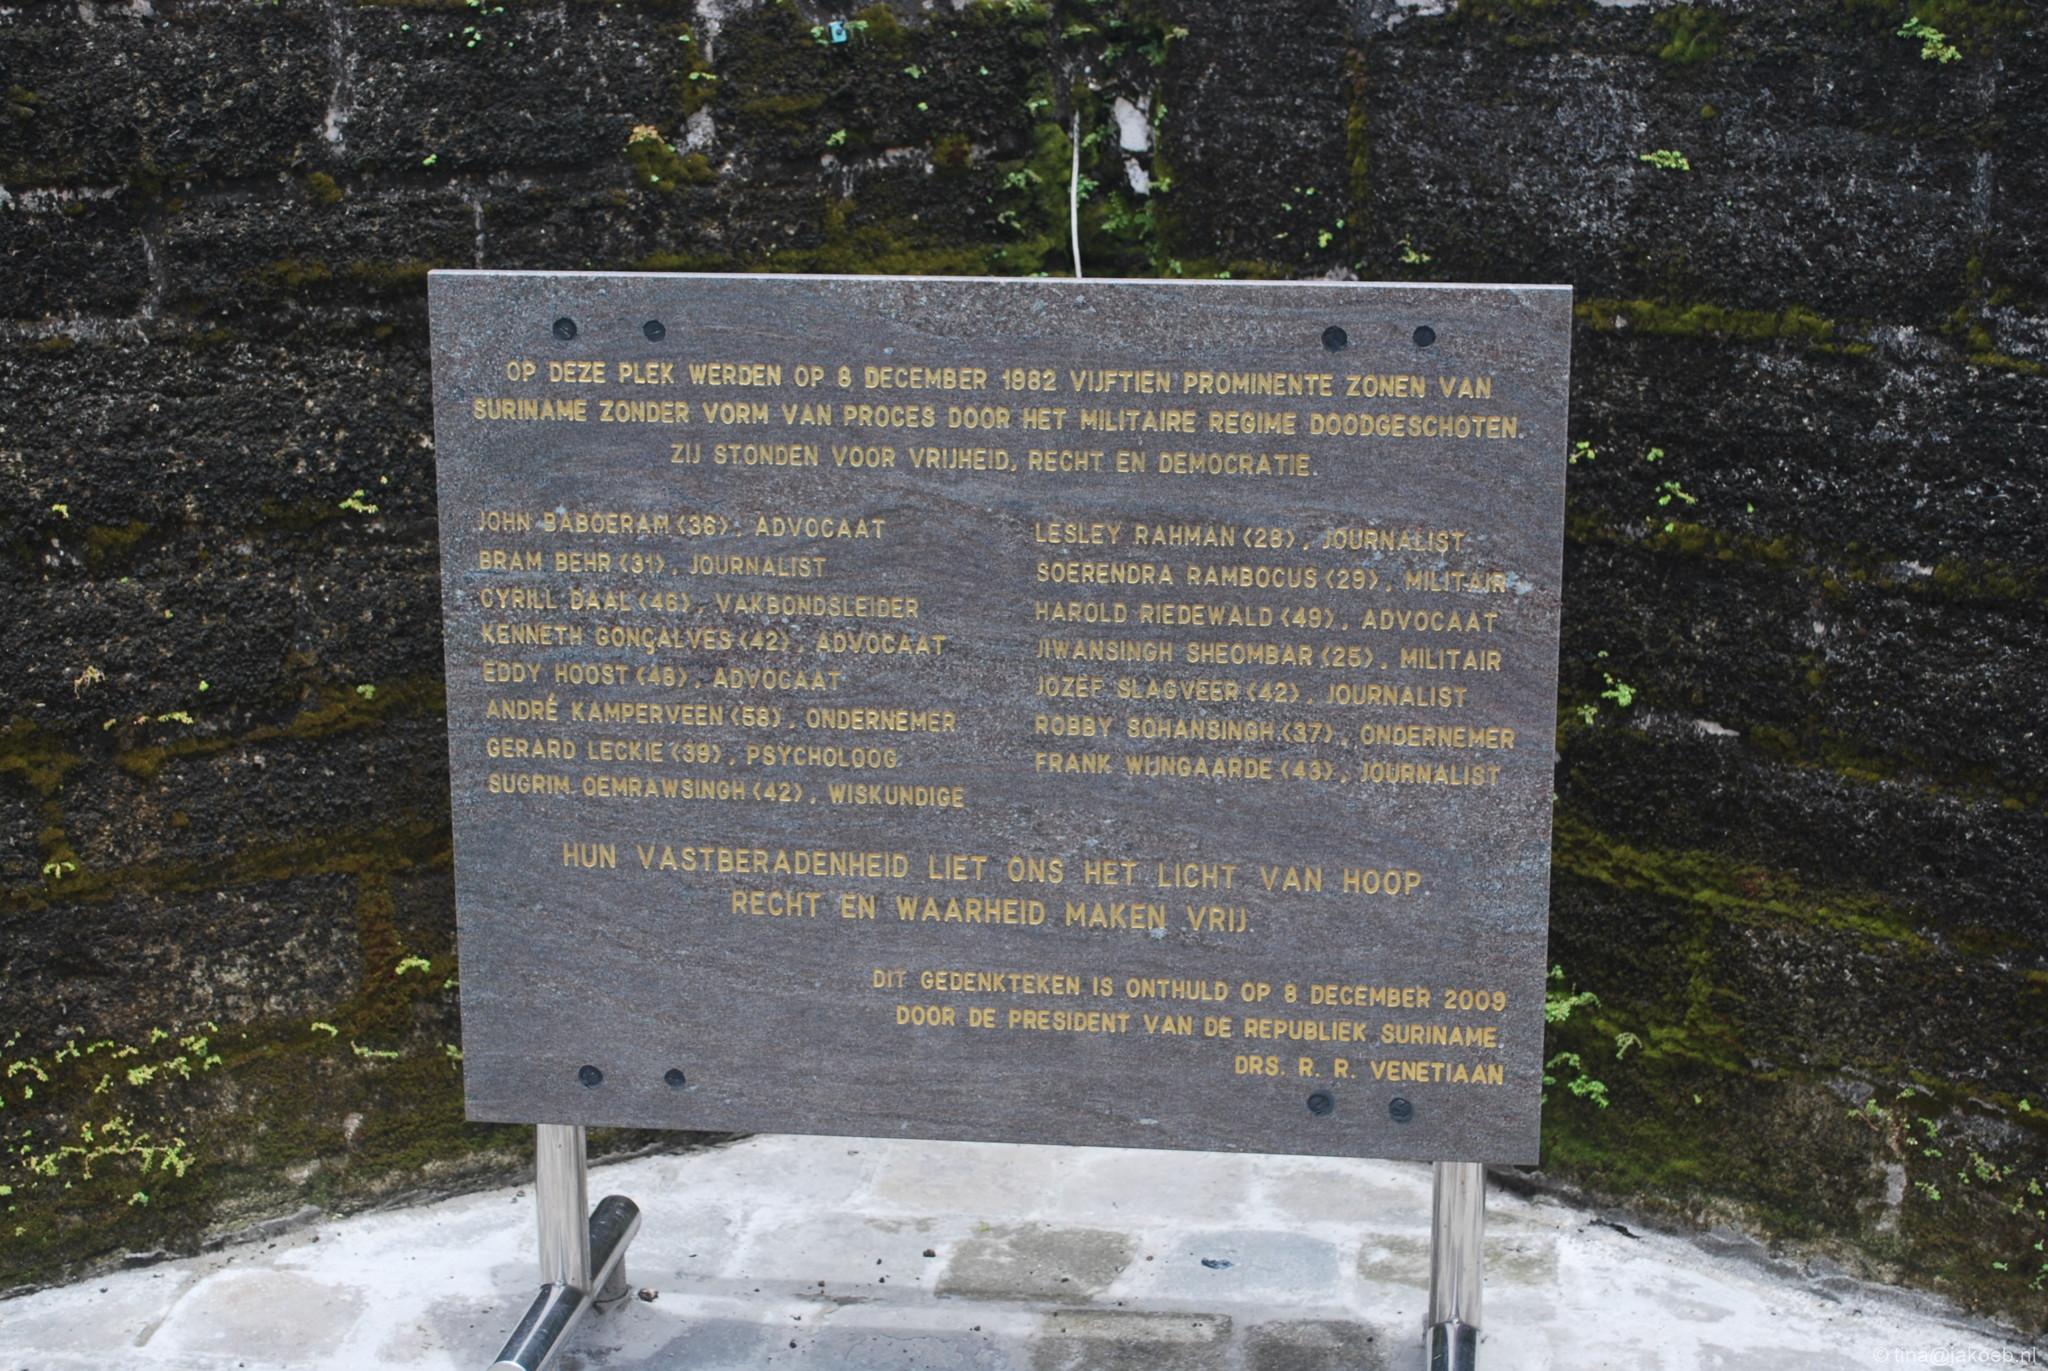 OP DEZE PLEK WERDEN OP 8 DECEMBER 1982 VIJFTIEN PROMINENTE ZONEN VAN
SURINAME ZONDER VORM VAN PROCES DOOR HET MILITAIRE REGIME DOODGESCHOTEN.
ZIJ STONDEN VOOR VRIJHEID, RECHT EN DEMOCRATIE.
JOHN BABOERAM (36), ADVOCAAT
BRAM BEHR (31), JOURNALIST
CYRILL DAAL (46), VAKBONDSLEIDER
KENNETH GONÇALVES (42), ADVOCAAT
EDDY HOOST (48), ADVOCAAT
ANDRÉ KAMPERVEEN (58), ONDERNEMER
GERARD LECKIE (39), PSYCHOLOOG
SUGRIM OEMRAWSINGH (42), WISKUNDIGE
LESLEY RAHMAN (28), JOURNALIST
SOERENDRA RAMBOCUS (29), MILITAIR
HAROLD RIEDEWALD (49), ADVOCAAT
JIWANSINGH SHEOMBAR (25), MILITAIR
JOZEF SLAGVEER (42), JOURNALIST
ROBBY SOHANSINGH (37), ONDERNEMER
FRANK WIJNGAARDE (43), JOURNALIST
HUN VASTBERADENHEID LIET ONS HET LICHT VAN HOOP.
RECHT EN WAARHEID MAKEN VRIJ.
DIT GEDENKTEKEN IS ONTHULD OP 8 DECEMBER 2009
DOOR DE PRESIDENT VAN DE REPUBLIEK SURINAME,
DRS. R. R. VENETIAAN
© tina@jakoeb.nl